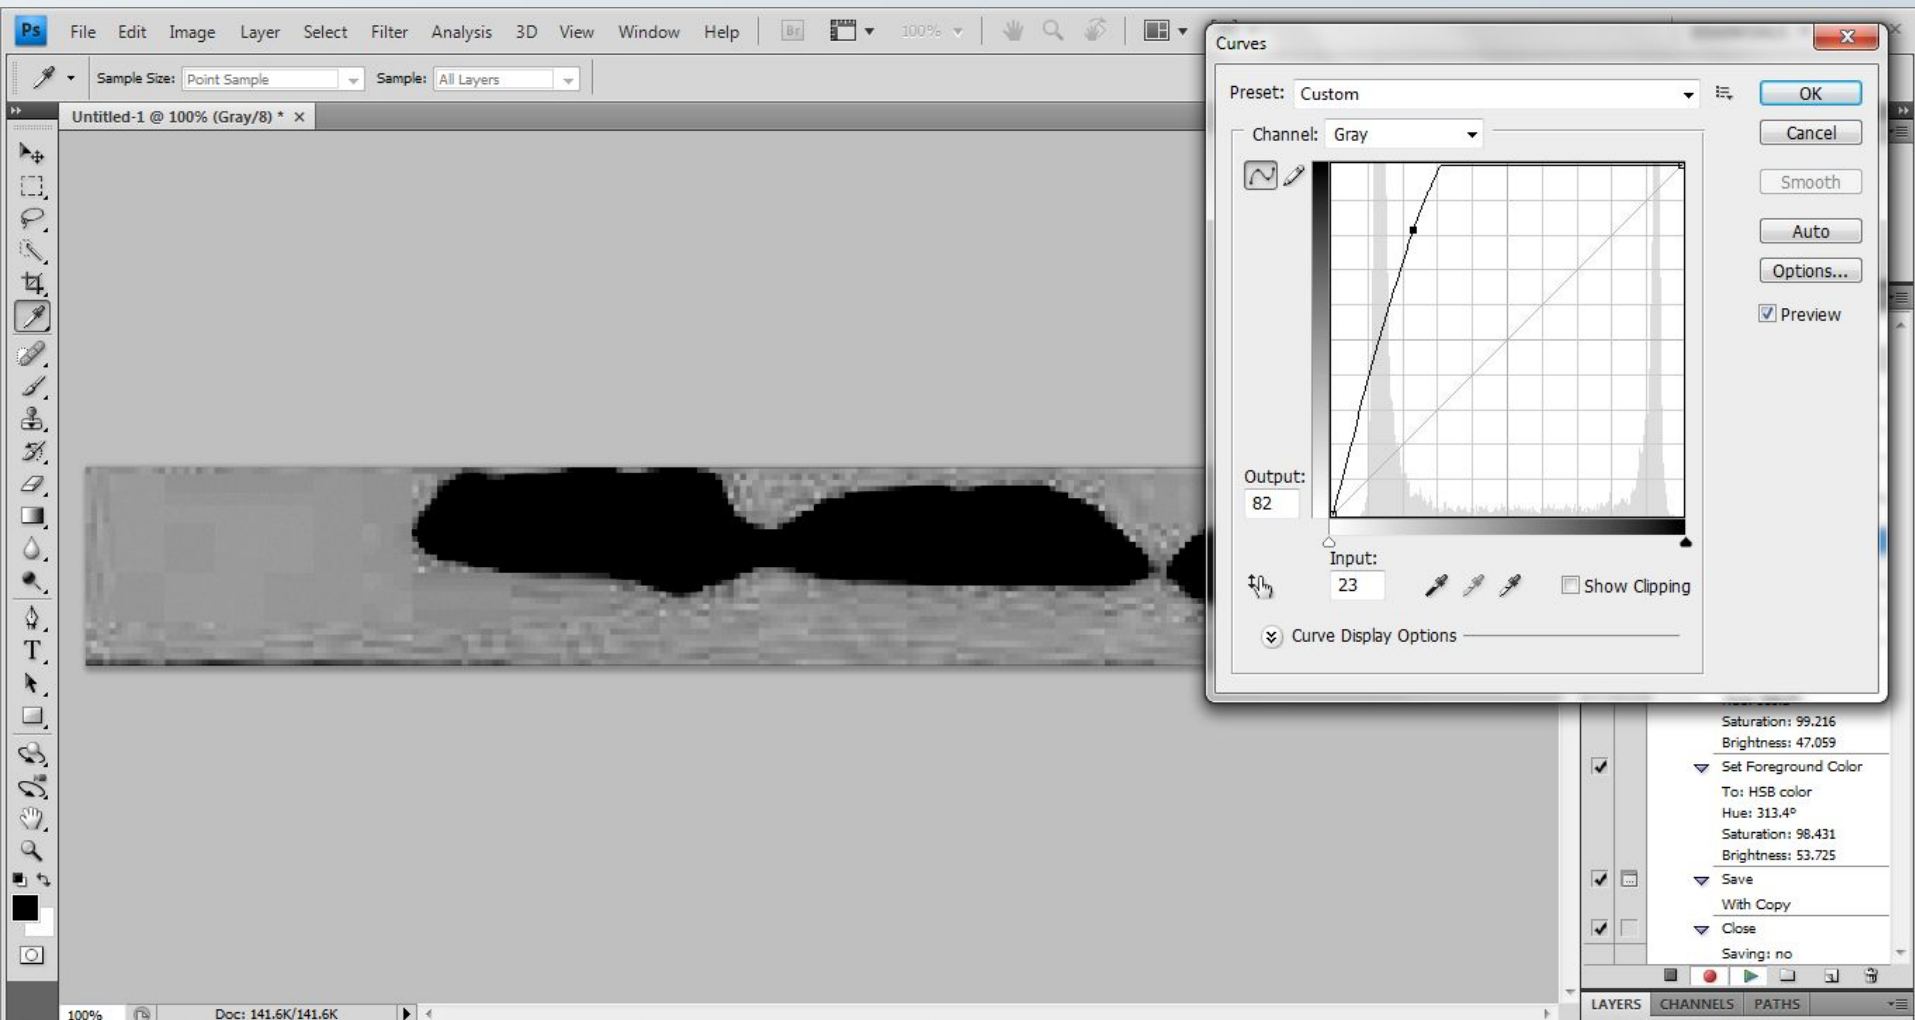 Ps File Edit Image Layer Select Filter Analysis 3D View Window Help Br 100%
Sample Size: Point Sample Sample: All Layers
Untitled-1 @ 100% (Gray/8) *
Curves
Preset: Custom
Channel: Gray
OK
Cancel
Smooth
Auto
Options...
Preview
Output:
82
Input:
23
Show Clipping
Curve Display Options
Saturation: 99.216
Brightness: 47.059
Set Foreground Color
To: HSB color
Hue: 313.4°
Saturation: 98.431
Brightness: 53.725
Save
With Copy
Close
Saving: no
LAYERS CHANNELS PATHS
100% Doc: 141.6K/141.6K